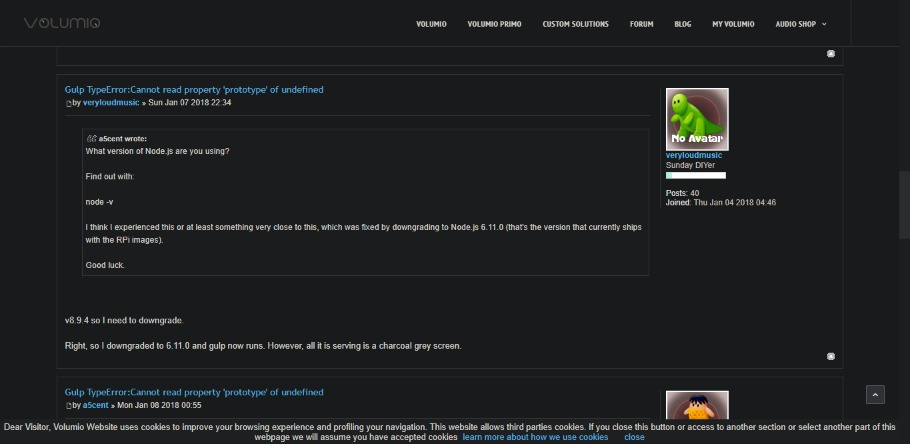 VOLUMIO
VOLUMIO VOLUMIO PRIMO CUSTOM SOLUTIONS FORUM BLOG MY VOLUMIO AUDIO SHOP
Gulp TypeError:Cannot read property 'prototype' of undefined
by veryloudmusic » Sun Jan 07 2018 22:34
No Avatar
veryloudmusic
Sunday DIYer
Posts: 40
Joined: Thu Jan 04 2018 04:46
a5cent wrote:
What version of Node.js are you using?
Find out with:
node -v
I think I experienced this or at least something very close to this, which was fixed by downgrading to Node.js 6.11.0 (that's the version that currently ships
with the RPi images).
Good luck.
v8.9.4 so I need to downgrade.
Right, so I downgraded to 6.11.0 and gulp now runs. However, all it is serving is a charcoal grey screen.
Gulp TypeError:Cannot read property 'prototype' of undefined
by a5cent » Mon Jan 08 2018 00:55
Dear Visitor, Volumio Website uses cookies to improve your browsing experience and profiling your navigation. This website allows third parties cookies. If you close this button or access to another section or select another part of this
webpage we will assume you have accepted cookies learn more about how we use cookies close